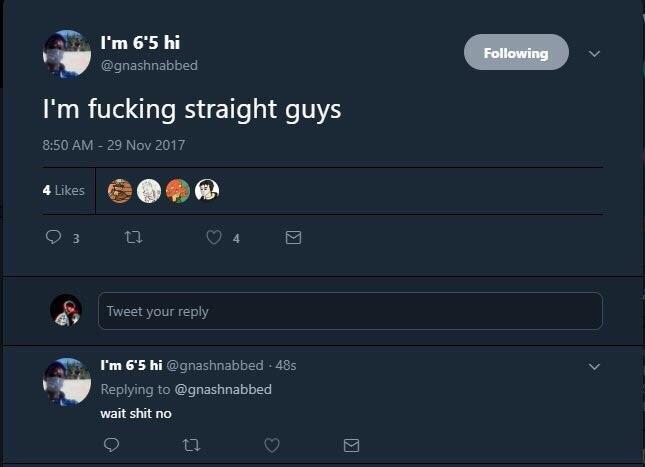 I'm 6'5 hi
@gnashnabbed
Following
I'm fucking straight guys
8:50 AM - 29 Nov 2017
4 Likes
3
4
Tweet your reply
I'm 6'5 hi @gnashnabbed · 48s
Replying to @gnashnabbed
wait shit no